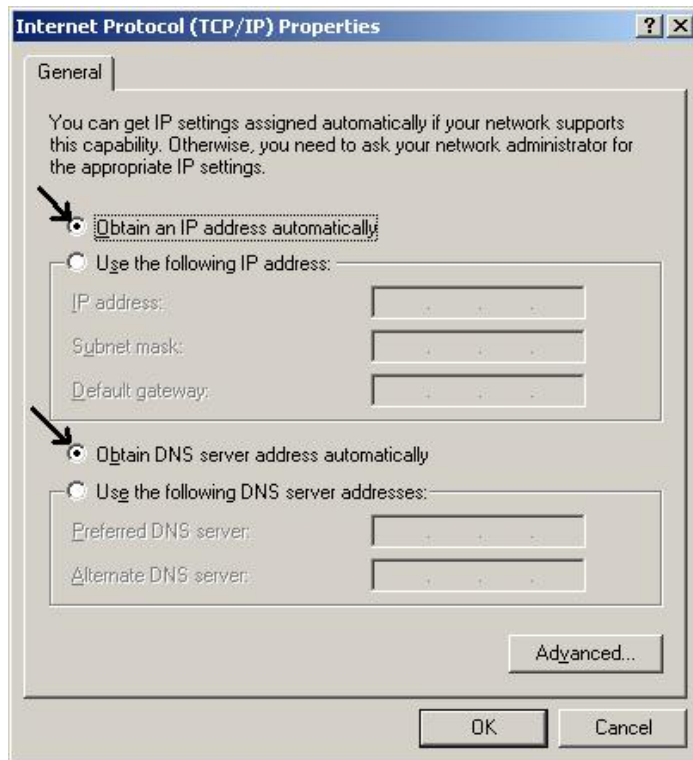 Internet Protocol (TCP/IP) Properties
General
You can get IP settings assigned automatically if your network supports
this capability. Otherwise, you need to ask your network administrator for
the appropriate IP settings.
Obtain an IP address automatically
Use the following IP address:
IP address:
Subnet mask:
Default gateway:
Obtain DNS server address automatically
Use the following DNS server addresses:
Preferred DNS server:
Alternate DNS server:
Advanced...
OK Cancel